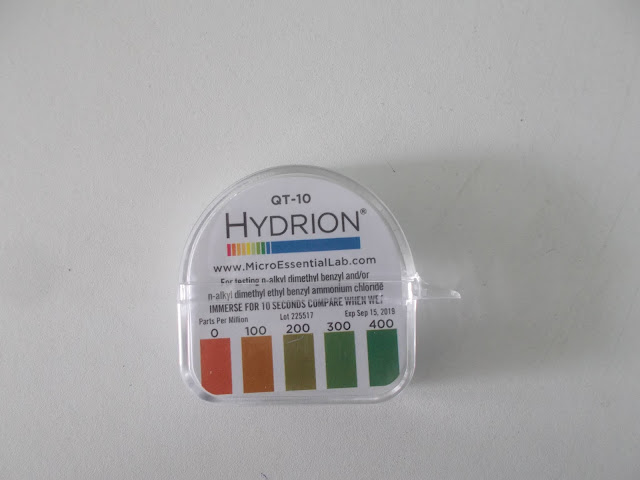 QT-10
HYDRION®
www.MicroEssentialLab.com
For testing n-alkyl dimethyl benzyl and/or
n-alkyl dimethyl ethyl benzyl ammonium chloride
IMMERSE FOR 10 SECONDS COMPARE WHEN WET
Parts Per Million Lot 225517 Exp Sep 15, 2019
0 100 200 300 400